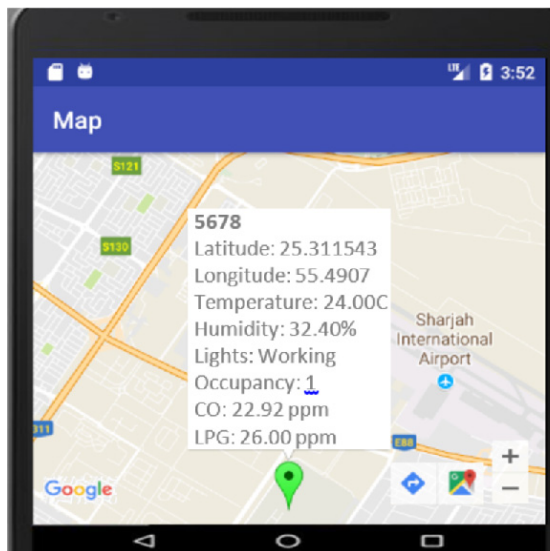 LTE 3:52
Map
S121
S130
5678
Latitude: 25.311543
Longitude: 55.4907
Temperature: 24.00C
Humidity: 32.40%
Lights: Working
Occupancy: 1
CO: 22.92 ppm
LPG: 26.00 ppm
Sharjah
International
Airport
311
E88
+
Google
−